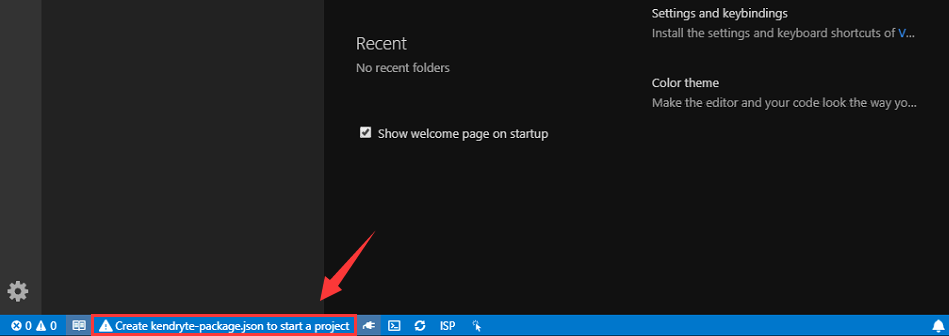 Settings and keybindings
Install the settings and keyboard shortcuts of V...
Recent
No recent folders
Color theme
Make the editor and your code look the way yo...
Show welcome page on startup
0 0 Create kendryte-package.json to start a project ISP